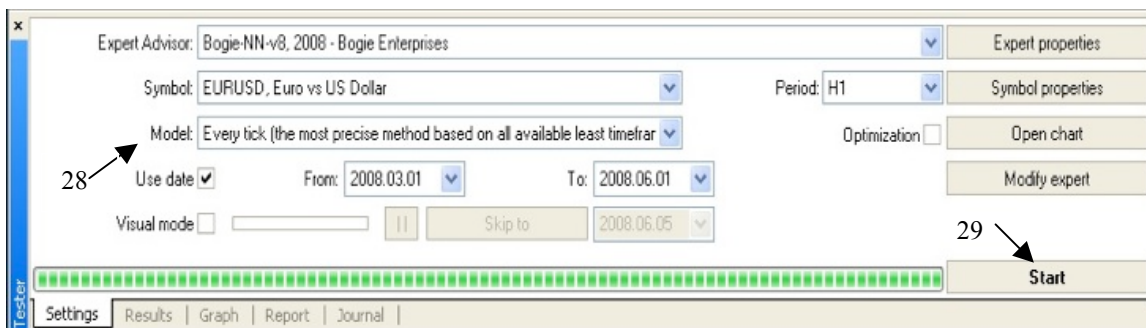 x
Expert Advisor: Bogie-NN-v8, 2008 - Bogie Enterprises Expert properties
Symbol: EURUSD, Euro vs US Dollar Period: H1 Symbol properties
Model: Every tick (the most precise method based on all available least timefrar Optimization Open chart
28
Use date From: 2008.03.01 To: 2008.06.01 Modify expert
Visual mode Skip to 2008.06.05
29
Start
Tester
Settings Results | Graph | Report | Journal |